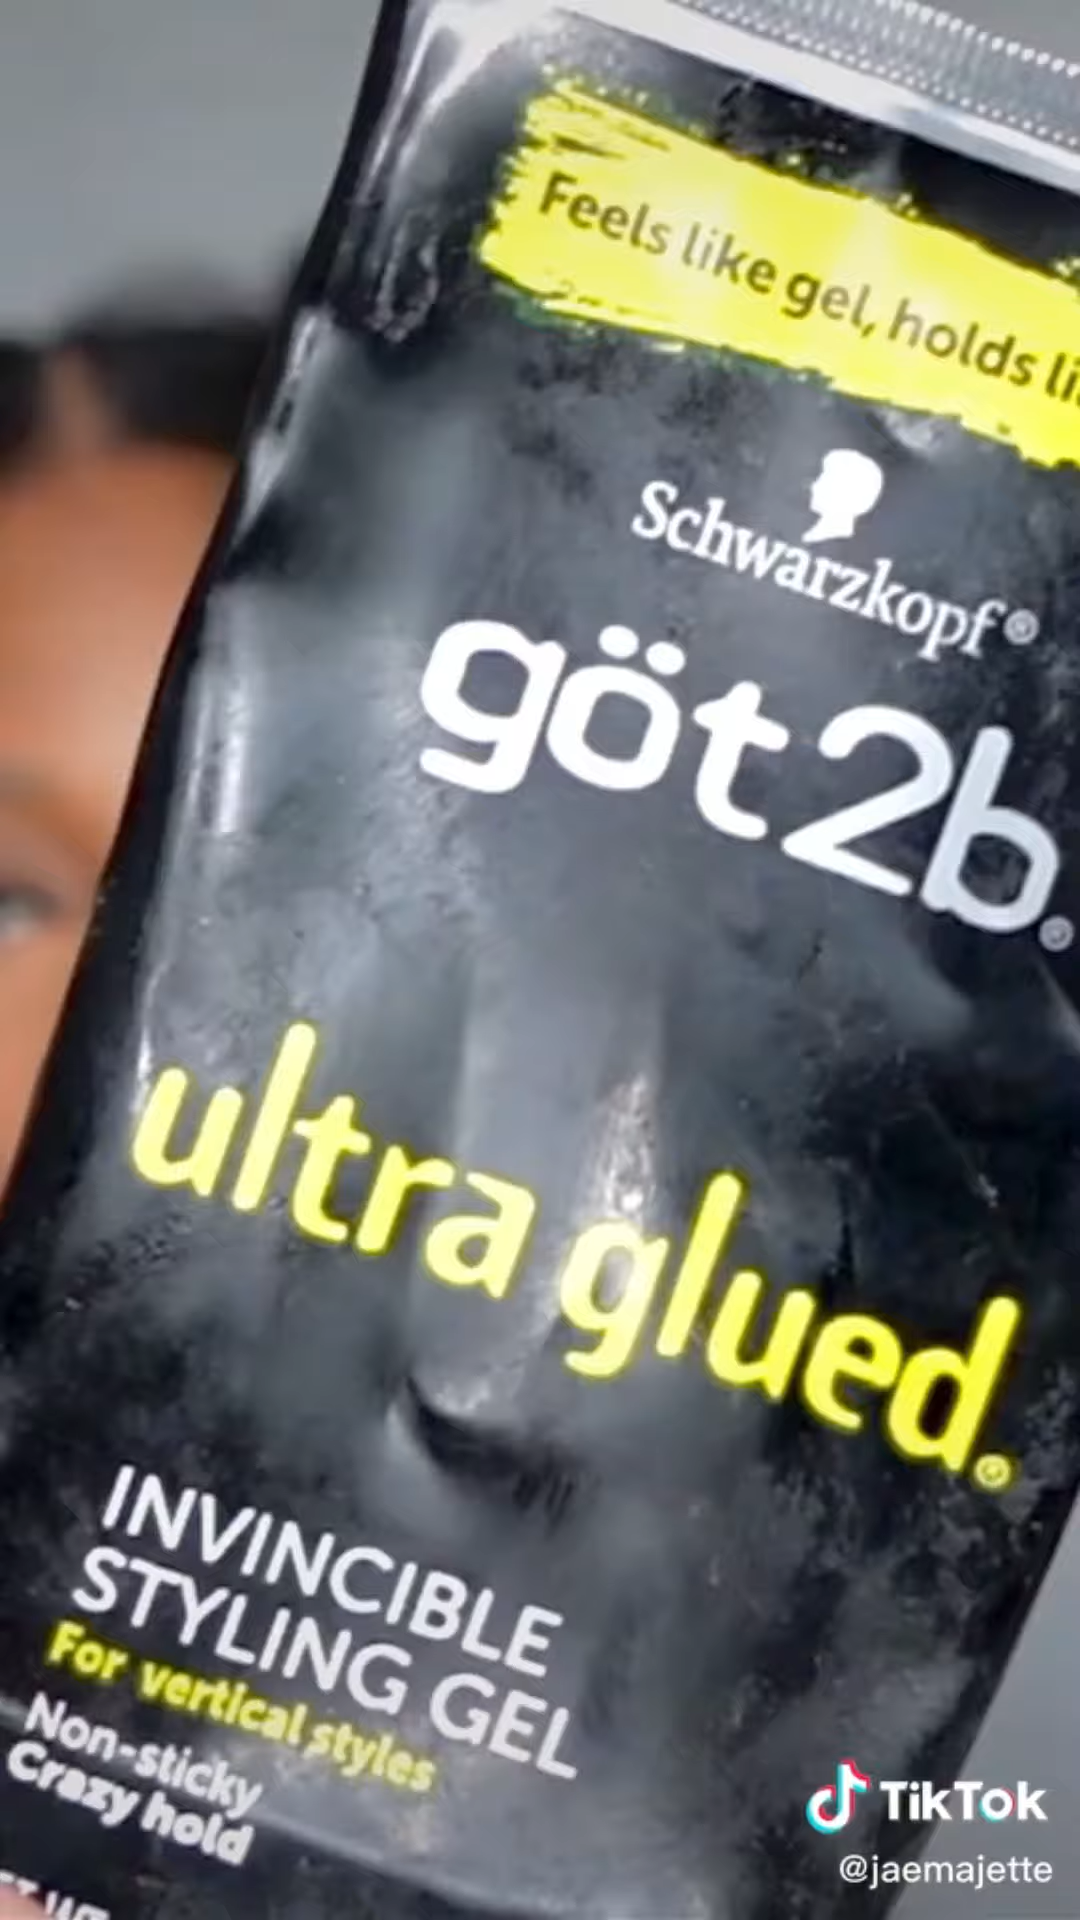 Feels like gel, holds
Schwarzkopf®
göt2b®
ultra glued®
INVINCIBLE
STYLING GEL
For vertical styles
Non-sticky
Crazy hold
TikTok
@jaemajette